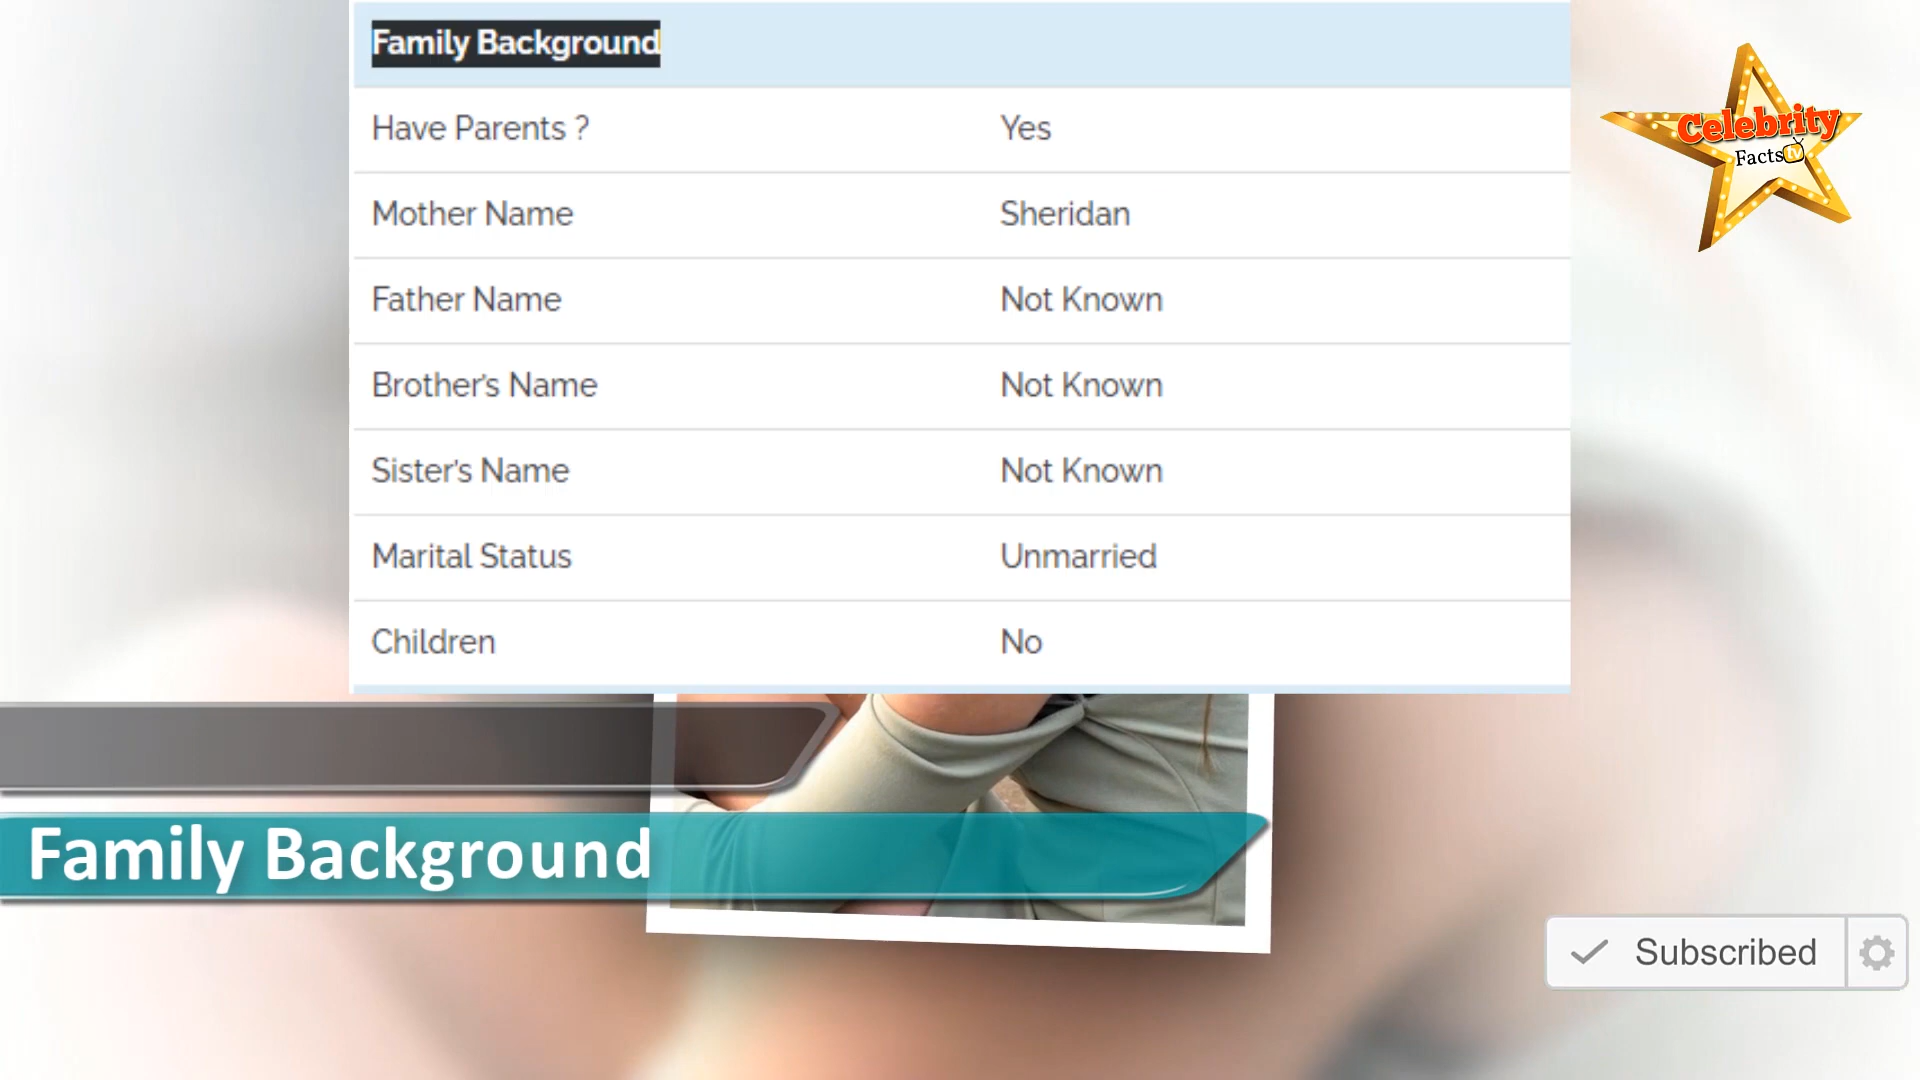 Family Background
Have Parents ? Yes
Mother Name Sheridan
Father Name Not Known
Brother's Name Not Known
Sister's Name Not Known
Marital Status Unmarried
Children No
Celebrity
Facts tv
Family Background
Subscribed